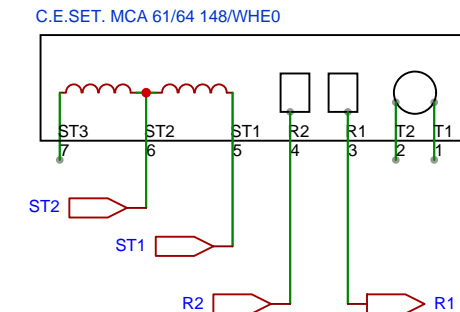 C.E.SET. MCA 61/64 148/WHE0
ST3 ST2 ST1 R2 R1 T2 T1
7 6 5 4 3 2 1
ST2
ST1
R2 R1